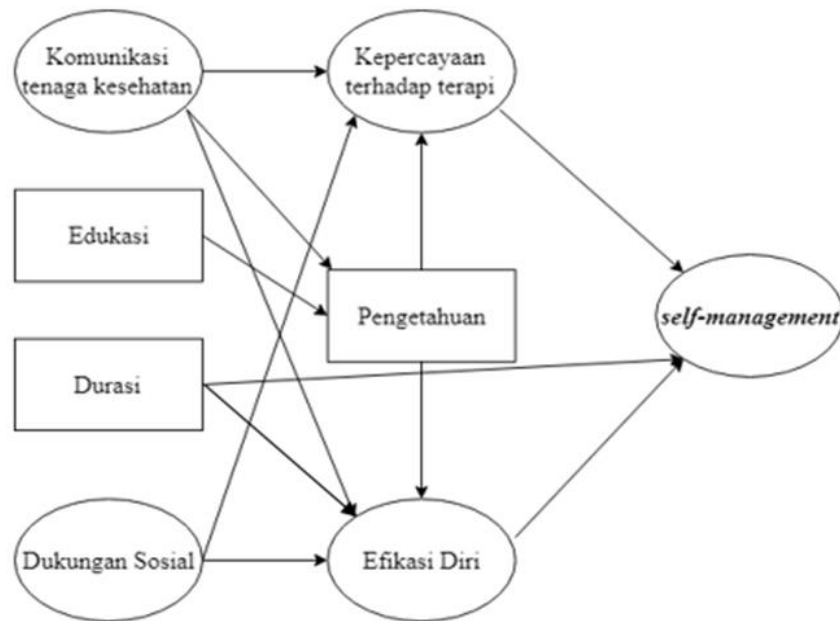 Komunikasi
tenaga kesehatan
Kepercayaan
terhadap terapi
Edukasi
Pengetahuan
self-management
Durasi
Dukungan Sosial
Efikasi Diri